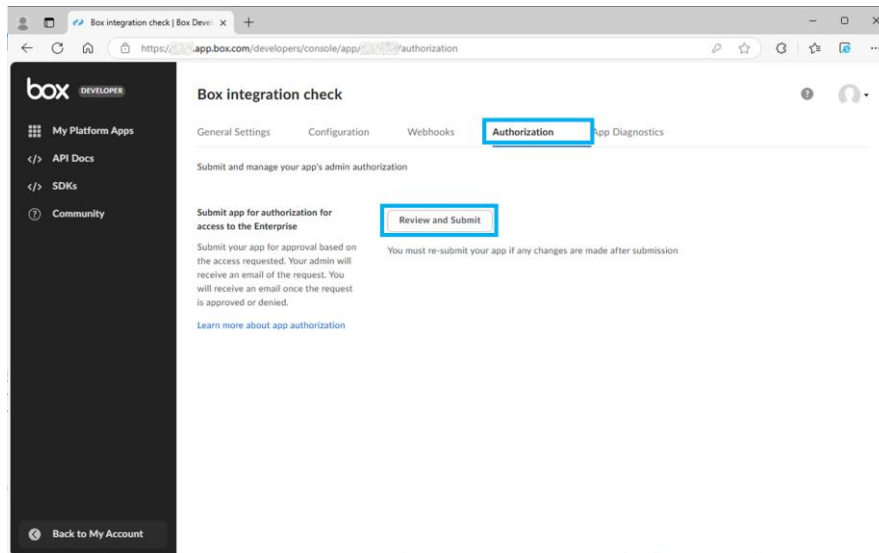 Box integration check | Box Devel
https:// .app.box.com/developers/console/app/ /authorization
box DEVELOPER
My Platform Apps
API Docs
SDKs
Community
Back to My Account
Box integration check
General Settings Configuration Webhooks Authorization App Diagnostics
Submit and manage your app's admin authorization
Submit app for authorization for
access to the Enterprise
Submit your app for approval based on
the access requested. Your admin will
receive an email of the request. You
will receive an email once the request
is approved or denied.
Learn more about app authorization
Review and Submit
You must re-submit your app if any changes are made after submission